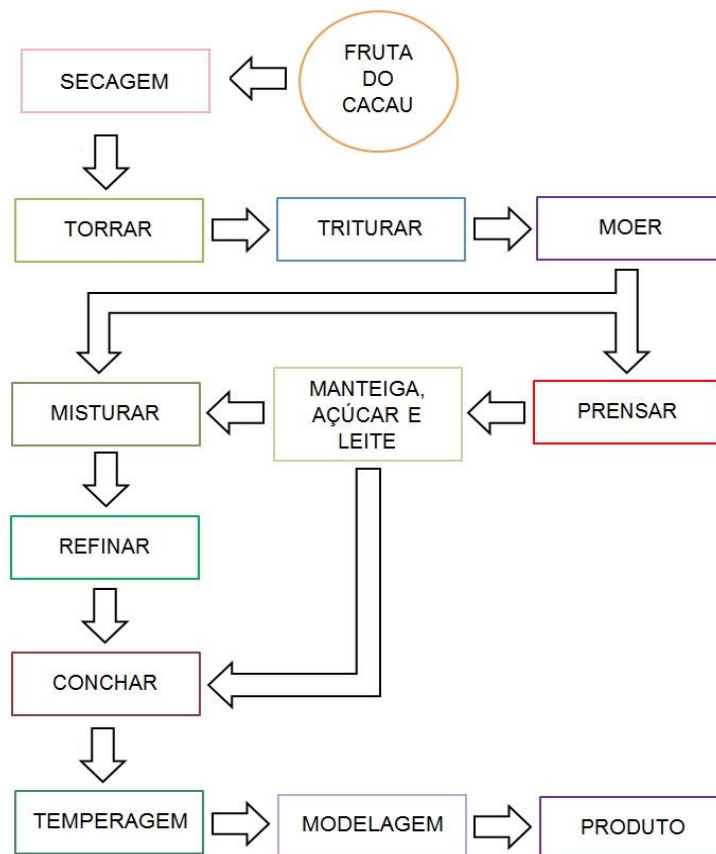 FRUTA
DO
CACAU
SECAGEM
TORRAR
TRITURAR
MOER
MISTURAR
MANTEIGA,
AÇÚCAR E
LEITE
PRENSAR
REFINAR
CONCHAR
TEMPERAGEM
MODELAGEM
PRODUTO